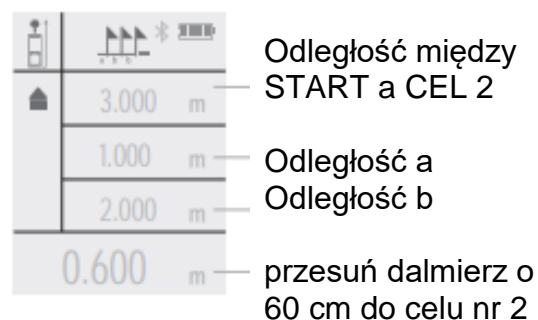 a b b
3.000 m
Odległość między
START a CEL 2
1.000 m
Odległość a
2.000 m
Odległość b
0.600 m
przesuń dalmierz o
60 cm do celu nr 2